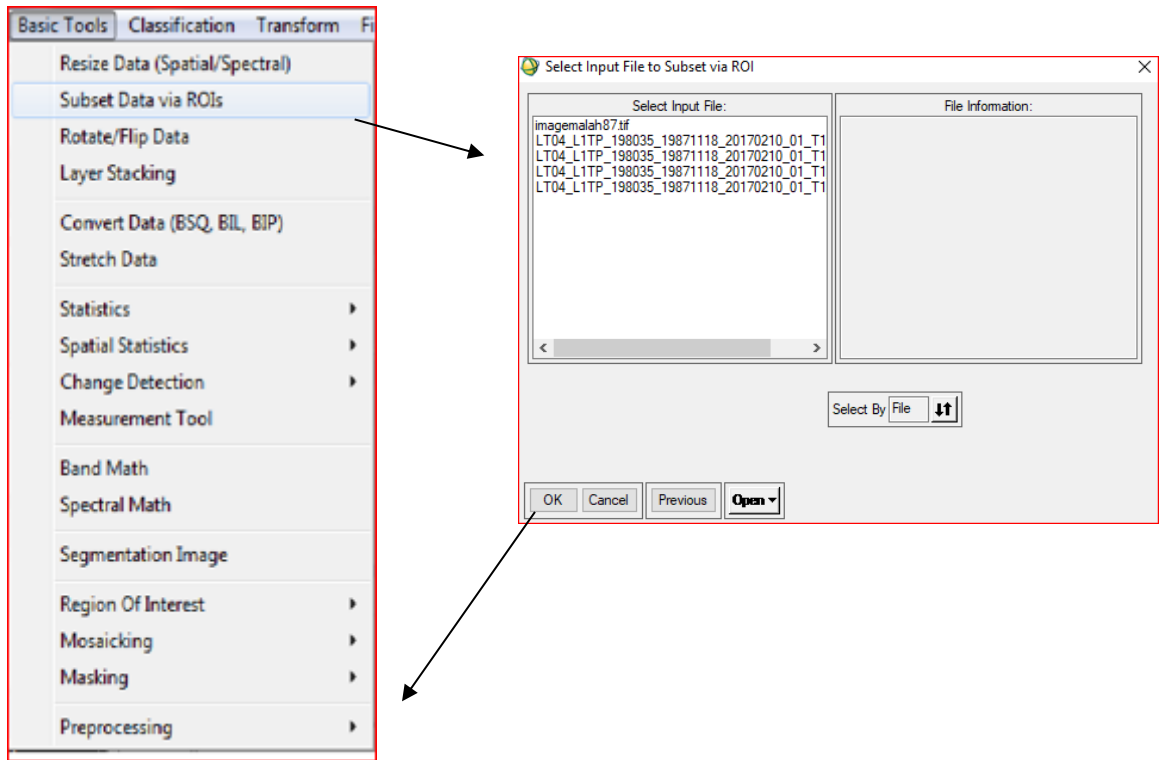 Basic Tools Classification Transform Fi
Resize Data (Spatial/Spectral)
Subset Data via ROIs
Rotate/Flip Data
Layer Stacking
Convert Data (BSQ, BIL, BIP)
Stretch Data
Statistics
Spatial Statistics
Change Detection
Measurement Tool
Band Math
Spectral Math
Segmentation Image
Region Of Interest
Mosaicking
Masking
Preprocessing
Select Input File to Subset via ROI
Select Input File:
imagemalah87.tif
LT04_L1TP_198035_19871118_20170210_01_T1
LT04_L1TP_198035_19871118_20170210_01_T1
LT04_L1TP_198035_19871118_20170210_01_T1
LT04_L1TP_198035_19871118_20170210_01_T1
File Information:
Select By File
OK Cancel Previous Open